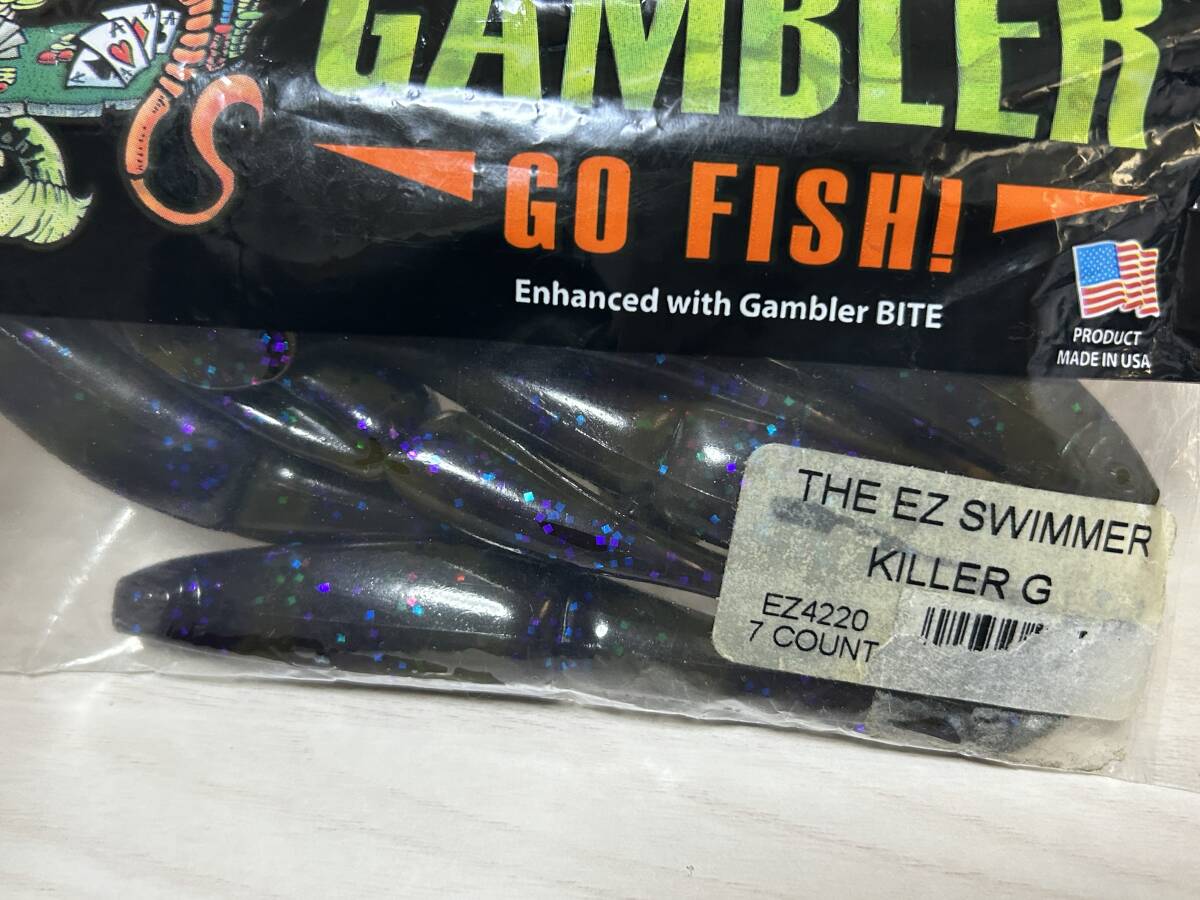 GAMBLER
GO FISH!
Enhanced with Gambler BITE
PRODUCT
MADE IN USA
THE EZ SWIMMER
KILLER G
EZ4220
7 COUNT